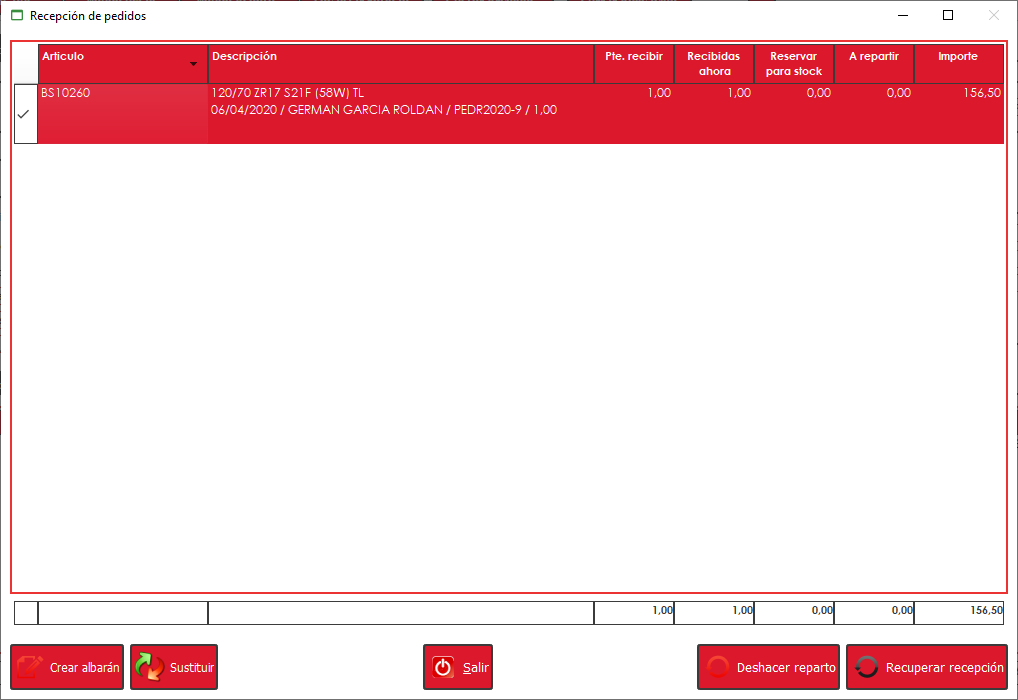 Recepción de pedidos
Artículo
Descripción
Pte. recibir
Recibidas
ahora
Reservar
para stock
A repartir
Importe
BS10260
120/70 ZR17 S21F (58W) TL
1,00
1,00
0,00
0,00
156,50
06/04/2020 / GERMAN GARCIA ROLDAN / PEDR2020-9 / 1,00
1,00
1,00
0,00
0,00
156,50
Crear albarán
Sustituir
Salir
Deshacer reparto
Recuperar recepción